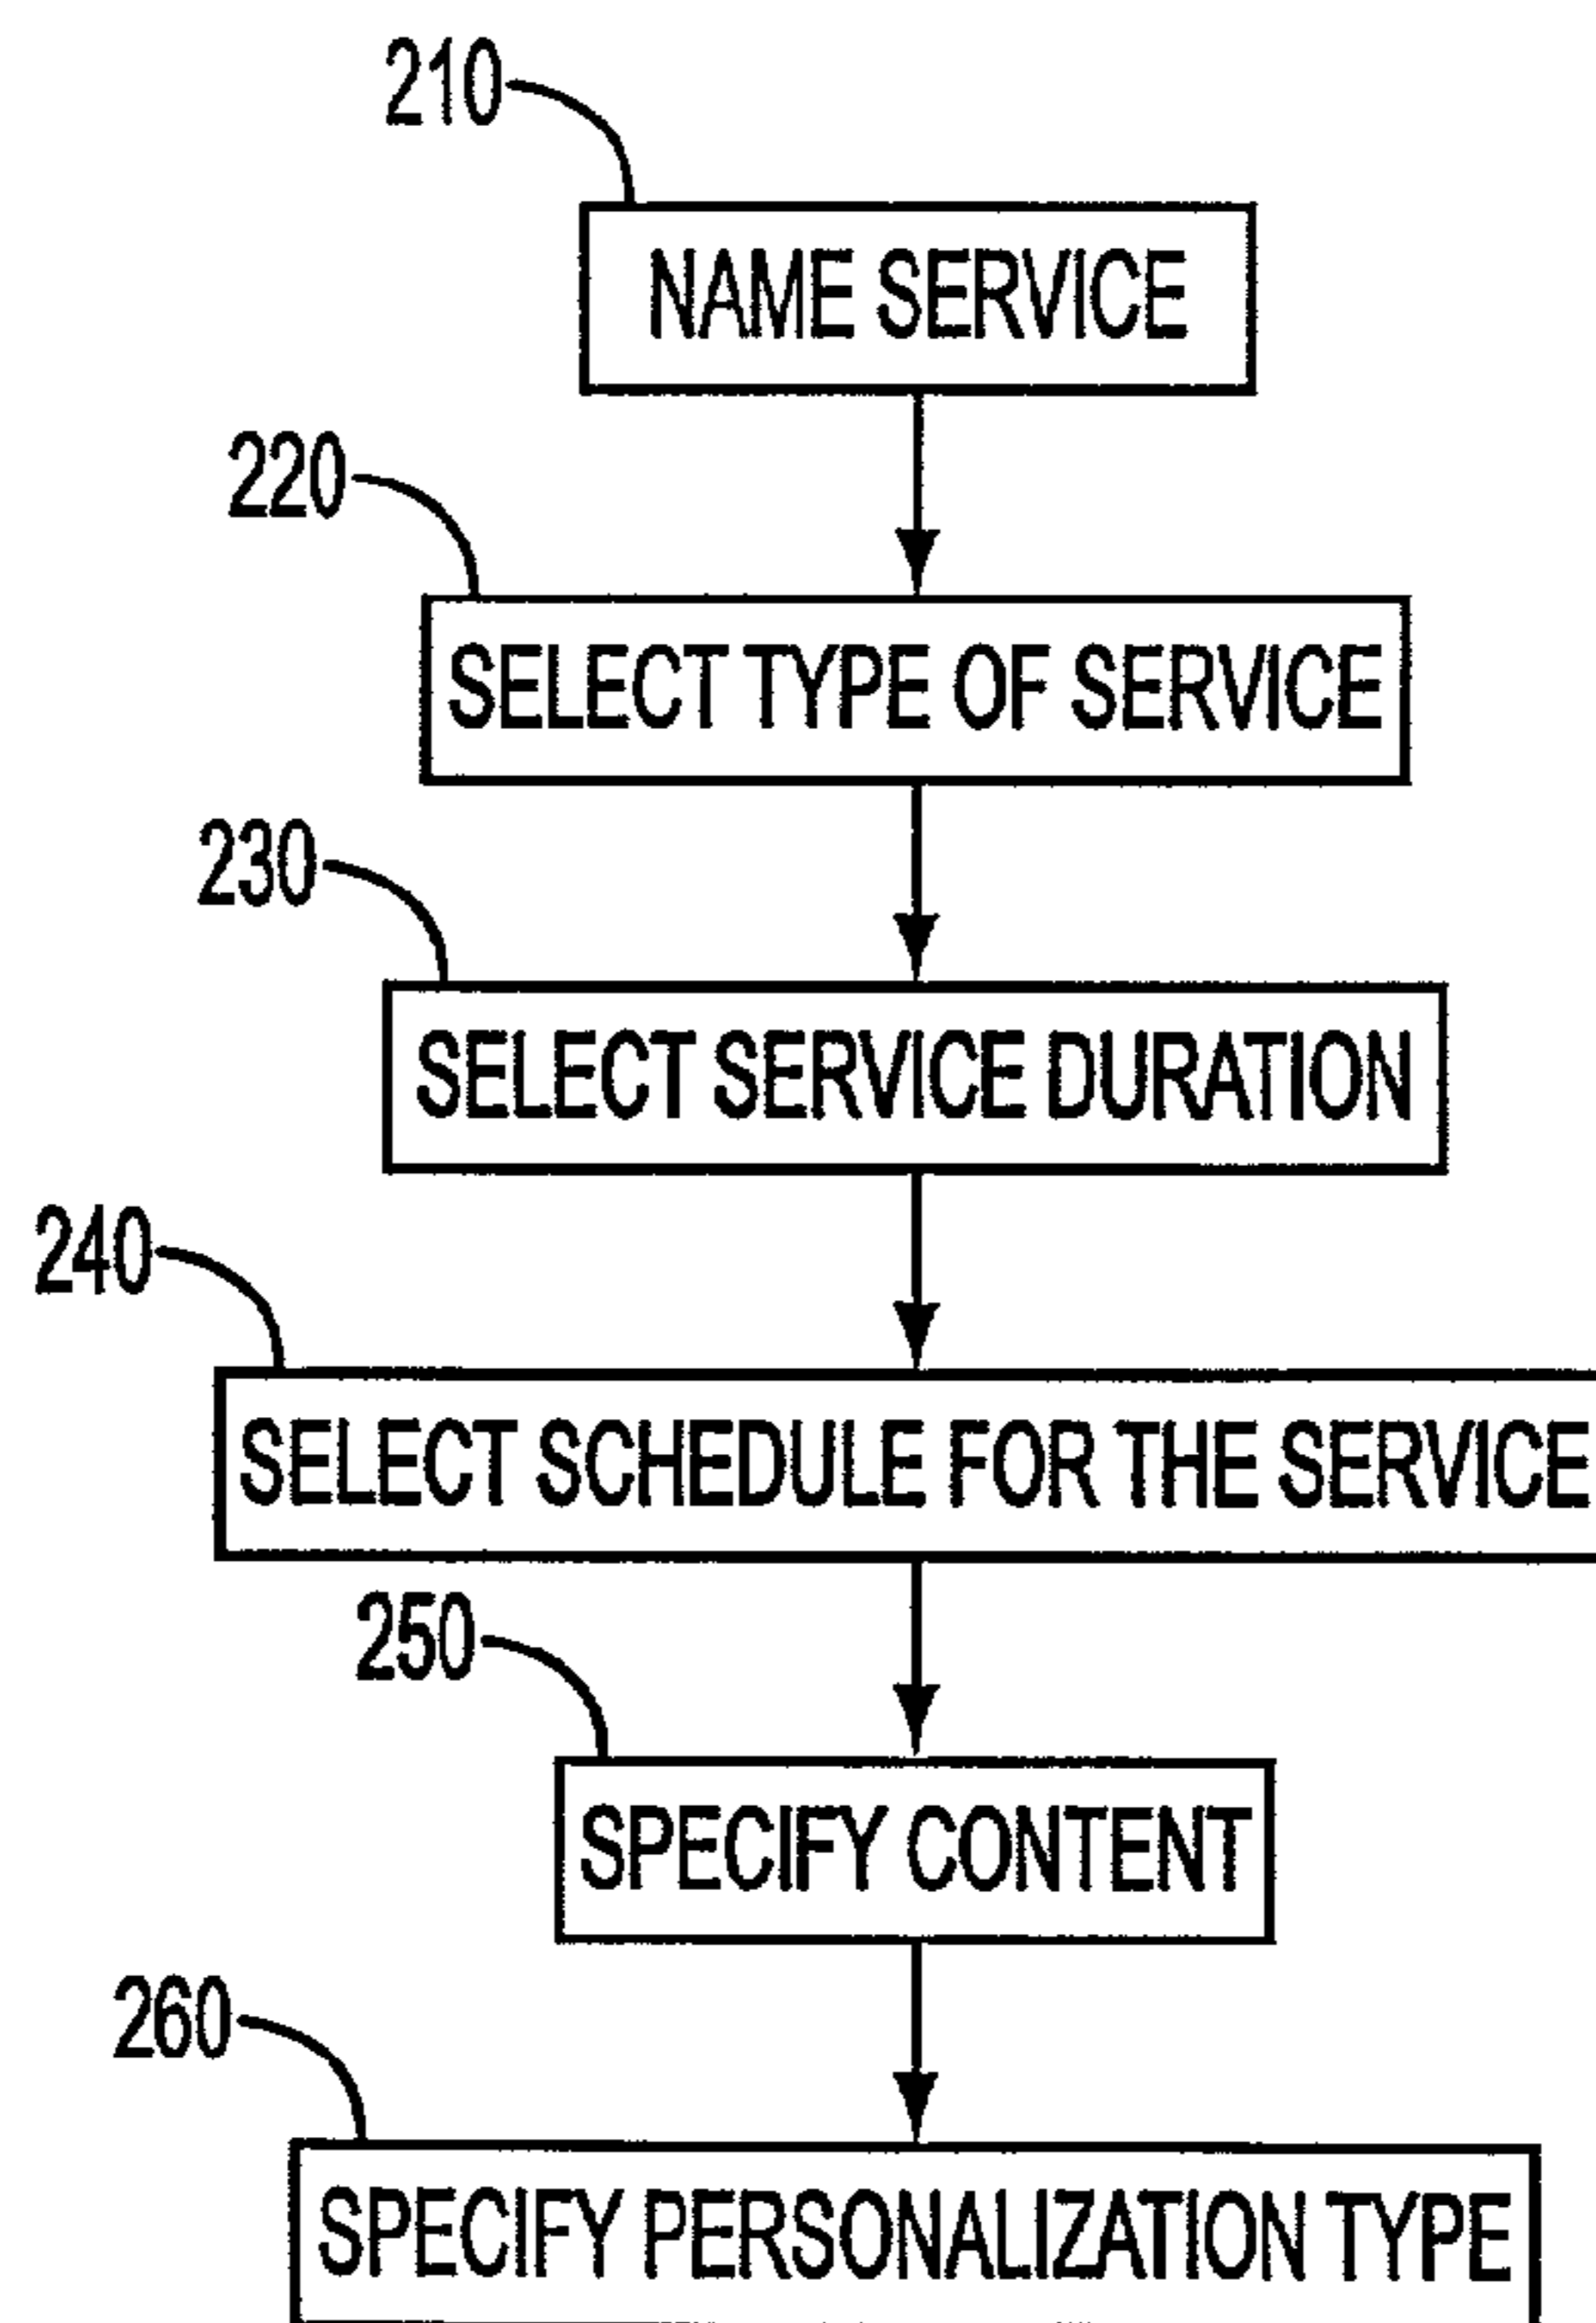 210
NAME SERVICE
220
SELECT TYPE OF SERVICE
230
SELECT SERVICE DURATION
240
SELECT SCHEDULE FOR THE SERVICE
250
SPECIFY CONTENT
260
SPECIFY PERSONALIZATION TYPE